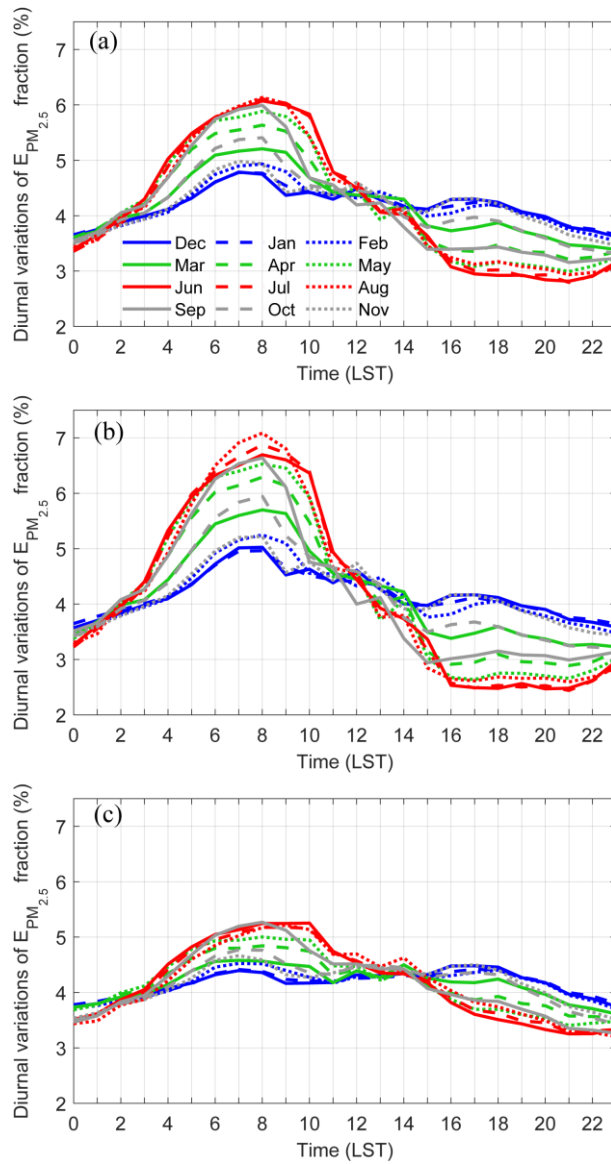 (a)
Diurnal variations of E_PM_2.5 fraction (%)
7
6
5
4
3
2
Dec Jan Feb
Mar Apr May
Jun Jul Aug
Sep Oct Nov
0 2 4 6 8 10 12 14 16 18 20 22
Time (LST)
(b)
Diurnal variations of E_PM_2.5 fraction (%)
7
6
5
4
3
2
0 2 4 6 8 10 12 14 16 18 20 22
Time (LST)
(c)
Diurnal variations of E_PM_2.5 fraction (%)
7
6
5
4
3
2
0 2 4 6 8 10 12 14 16 18 20 22
Time (LST)